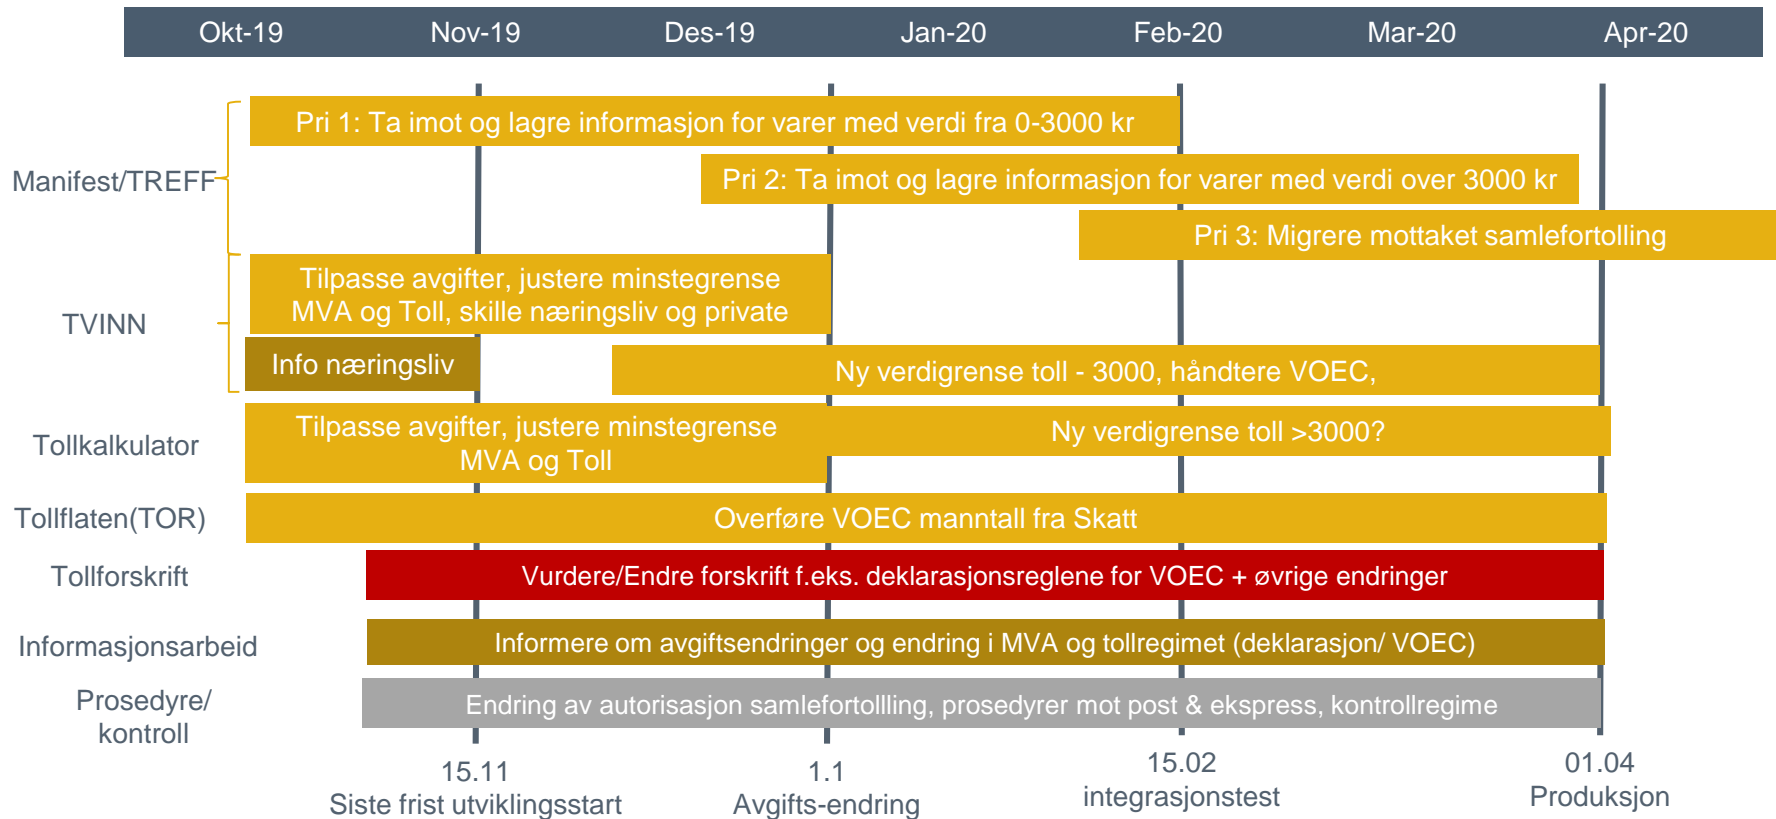 Okt-19 Nov-19 Des-19 Jan-20 Feb-20 Mar-20 Apr-20
Manifest/TREFF
Pri 1: Ta imot og lagre informasjon for varer med verdi fra 0-3000 kr
Pri 2: Ta imot og lagre informasjon for varer med verdi over 3000 kr
Pri 3: Migrere mottaket samlefortolling
TVINN
Tilpasse avgifter, justere minstegrense
MVA og Toll, skille næringsliv og private
Info næringsliv
Ny verdigrense toll - 3000, håndtere VOEC,
Tollkalkulator
Tilpasse avgifter, justere minstegrense
MVA og Toll
Ny verdigrense toll >3000?
Tollflaten(TOR)
Overføre VOEC manntall fra Skatt
Tollforskrift
Vurdere/Endre forskrift f.eks. deklarasjonsreglene for VOEC + øvrige endringer
Informasjonsarbeid
Informere om avgiftsendringer og endring i MVA og tollregimet (deklarasjon/ VOEC)
Prosedyre/
kontroll
Endring av autorisasjon samlefortollling, prosedyrer mot post & ekspress, kontrollregime
15.11
Siste frist utviklingsstart
1.1
Avgifts-endring
15.02
integrasjonstest
01.04
Produksjon